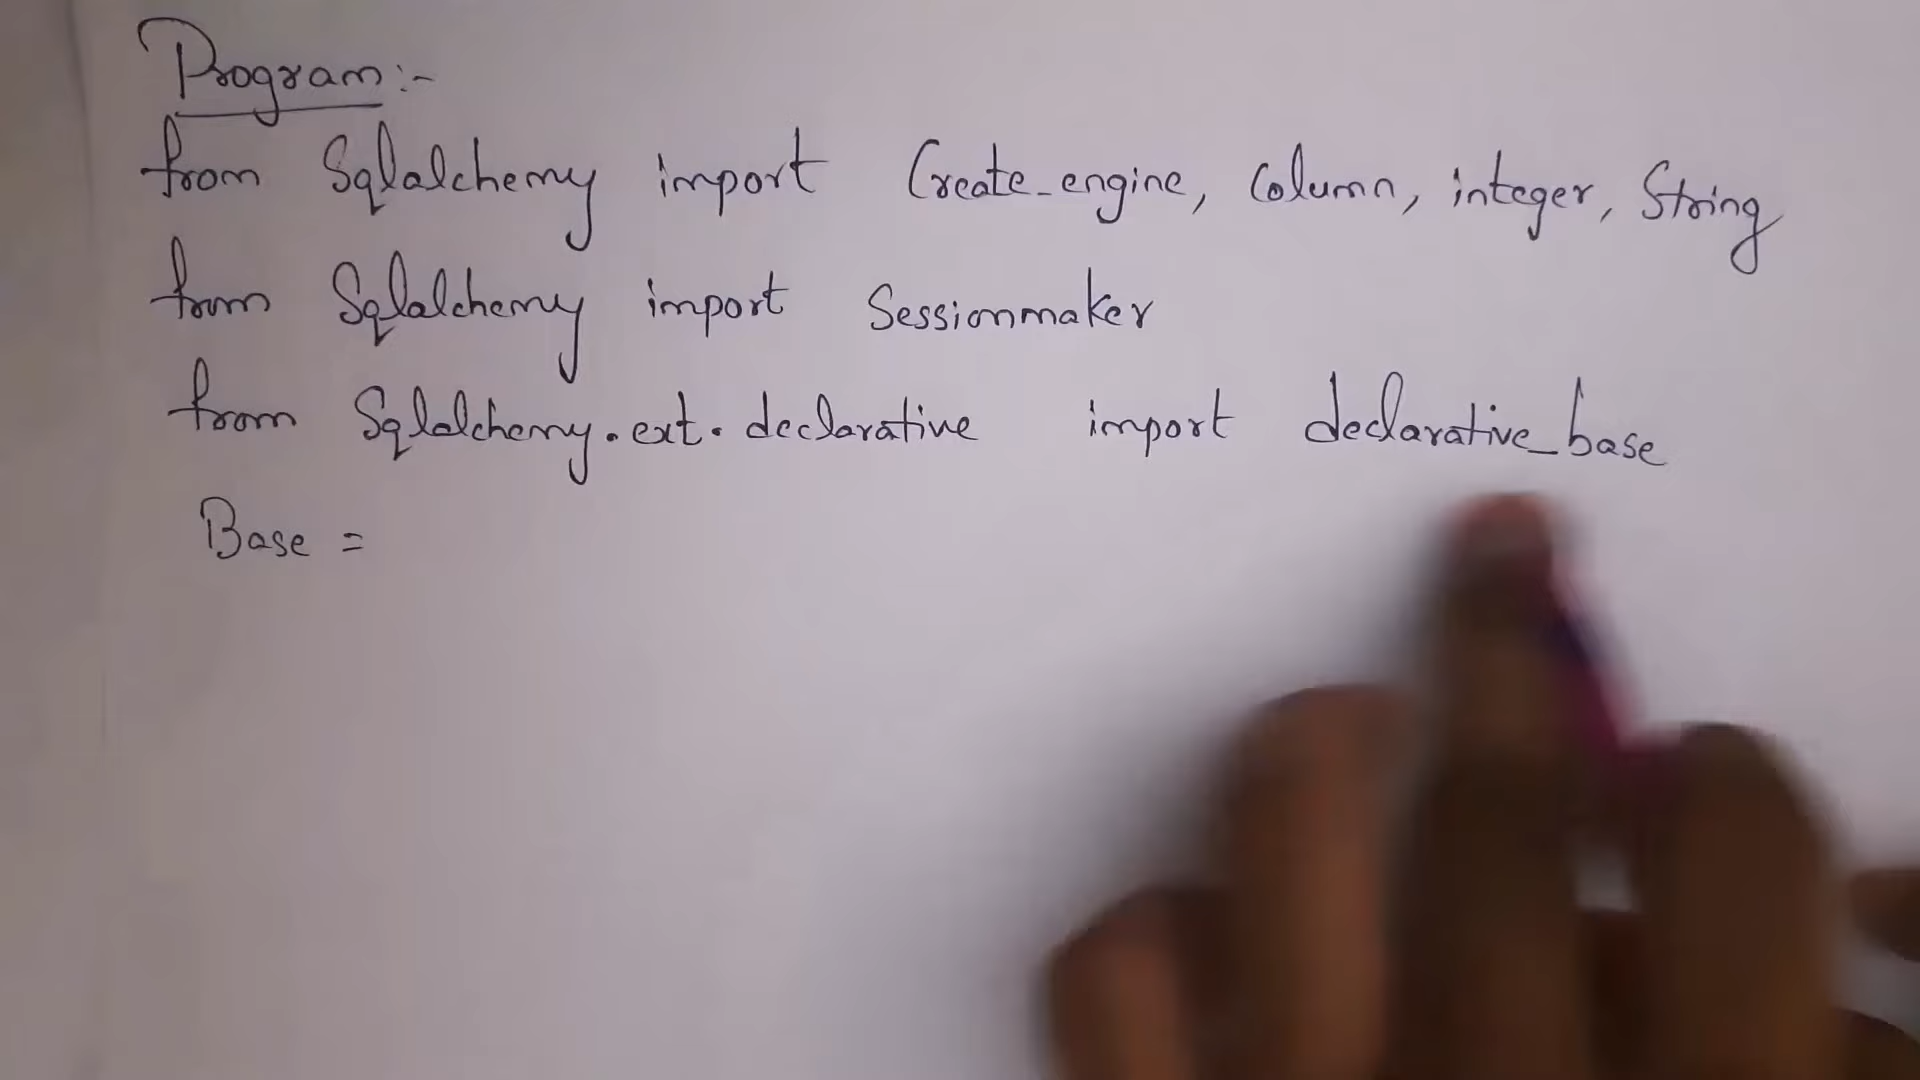 Program:-
from Sqlalchemy import Create_engine, Column, integer, String
from Sqlalchemy import Sessionmaker
from Sqlalchemy.ext.declarative import declarative_base
Base =